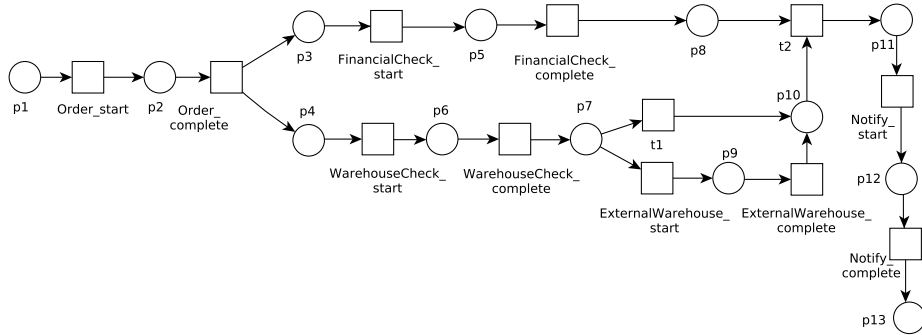 p1
Order_start
p2
Order_
complete
p3
FinancialCheck_
start
p5
FinancialCheck_
complete
p8
t2
p11
p4
WarehouseCheck_
start
p6
WarehouseCheck_
complete
p7
t1
p10
ExternalWarehouse_
start
p9
ExternalWarehouse_
complete
Notify_
start
p12
Notify_
complete
p13